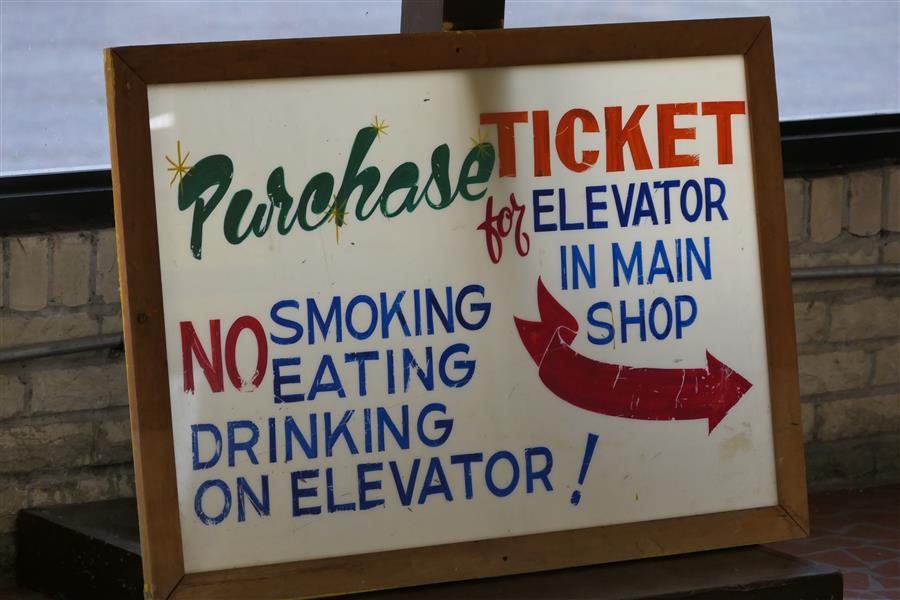 Purchase TICKET
for ELEVATOR
IN MAIN
SHOP
NO SMOKING
EATING
DRINKING
ON ELEVATOR!